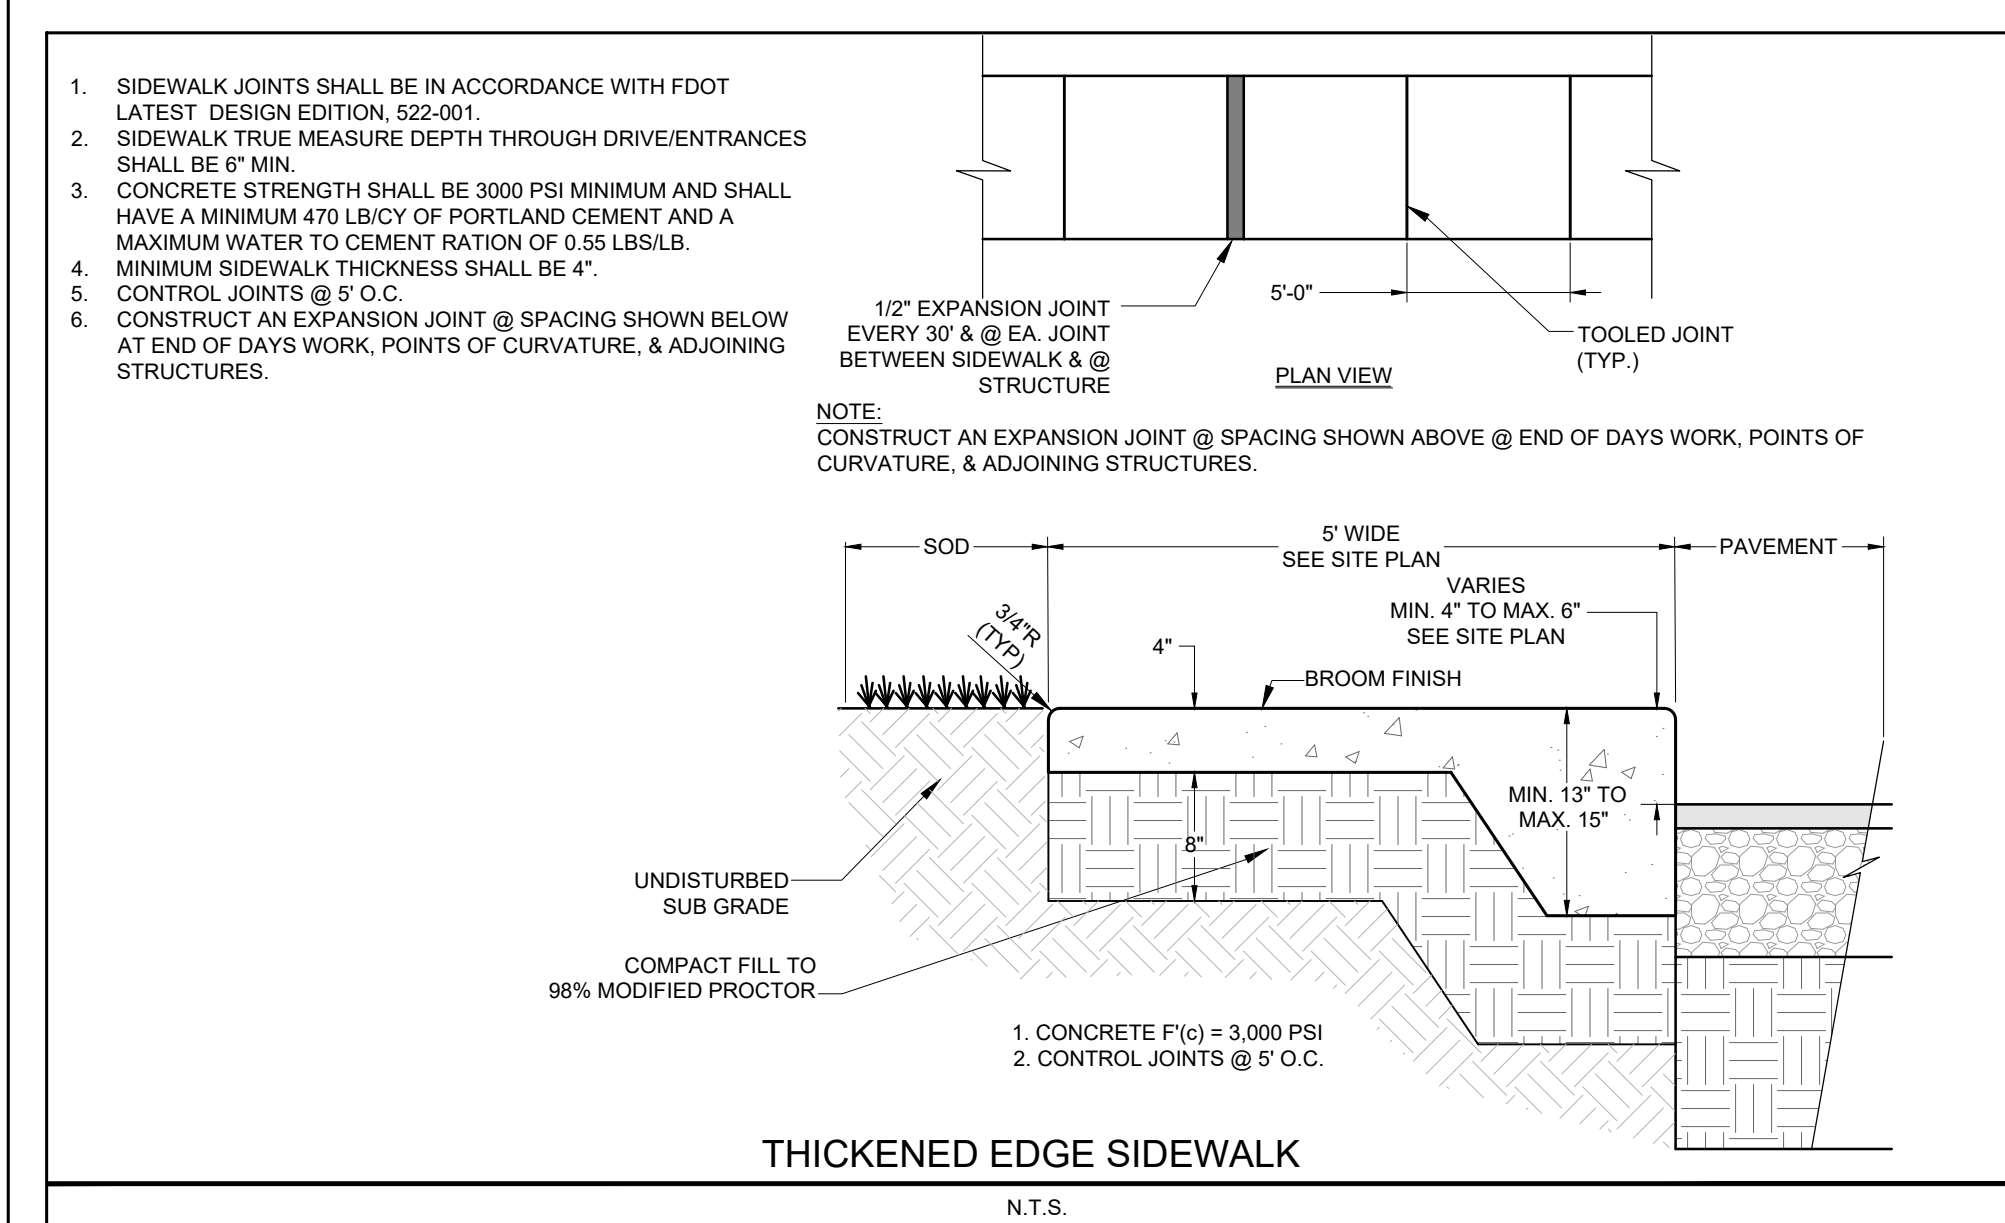 1. SIDEWALK JOINTS SHALL BE IN ACCORDANCE WITH FDOT
LATEST DESIGN EDITION, 522-001.
2. SIDEWALK TRUE MEASURE DEPTH THROUGH DRIVE/ENTRANCES
SHALL BE 6" MIN.
3. CONCRETE STRENGTH SHALL BE 3000 PSI MINIMUM AND SHALL
HAVE A MINIMUM 470 LB/CY OF PORTLAND CEMENT AND A
MAXIMUM WATER TO CEMENT RATION OF 0.55 LBS/LB.
4. MINIMUM SIDEWALK THICKNESS SHALL BE 4".
5. CONTROL JOINTS @ 5' O.C.
6. CONSTRUCT AN EXPANSION JOINT @ SPACING SHOWN BELOW
AT END OF DAYS WORK, POINTS OF CURVATURE, & ADJOINING
STRUCTURES.
1/2" EXPANSION JOINT
EVERY 30' & @ EA. JOINT
BETWEEN SIDEWALK & @
STRUCTURE
5'-0"
TOOLED JOINT
(TYP.)
PLAN VIEW
NOTE:
CONSTRUCT AN EXPANSION JOINT @ SPACING SHOWN ABOVE @ END OF DAYS WORK, POINTS OF
CURVATURE, & ADJOINING STRUCTURES.
SOD
5' WIDE
SEE SITE PLAN
PAVEMENT
VARIES
MIN. 4" TO MAX. 6"
SEE SITE PLAN
3/4"R
(TYP)
4"
BROOM FINISH
MIN. 13" TO
MAX. 15"
8"
UNDISTURBED
SUB GRADE
COMPACT FILL TO
98% MODIFIED PROCTOR
1. CONCRETE F'(c) = 3,000 PSI
2. CONTROL JOINTS @ 5' O.C.
THICKENED EDGE SIDEWALK
N.T.S.